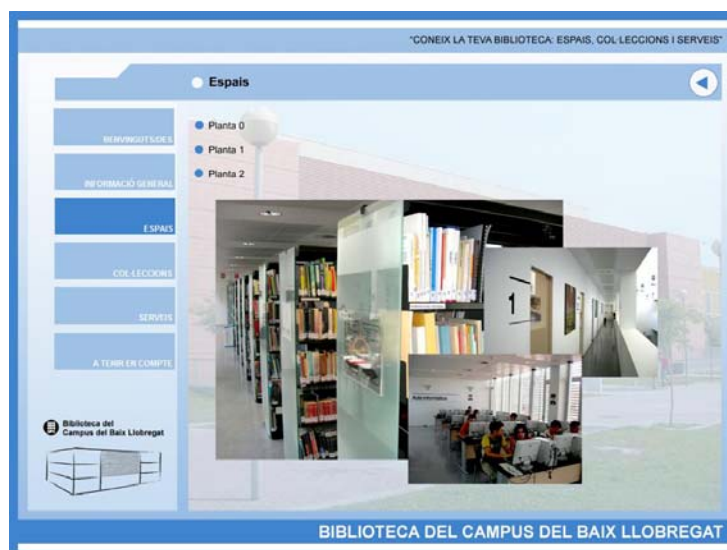 "CONEIX LA TEVA BIBLIOTECA: ESPAIS, COL·LECCIONS I SERVEIS"
Espais
Planta 0
Planta 1
Planta 2
BENVINGUTS/DES
INFORMACIÓ GENERAL
ESPAIS
COL·LECCIONS
SERVEIS
A TENIR EN COMPTE
1
Biblioteca del
Campus del Baix Llobregat
BIBLIOTECA DEL CAMPUS DEL BAIX LLOBREGAT